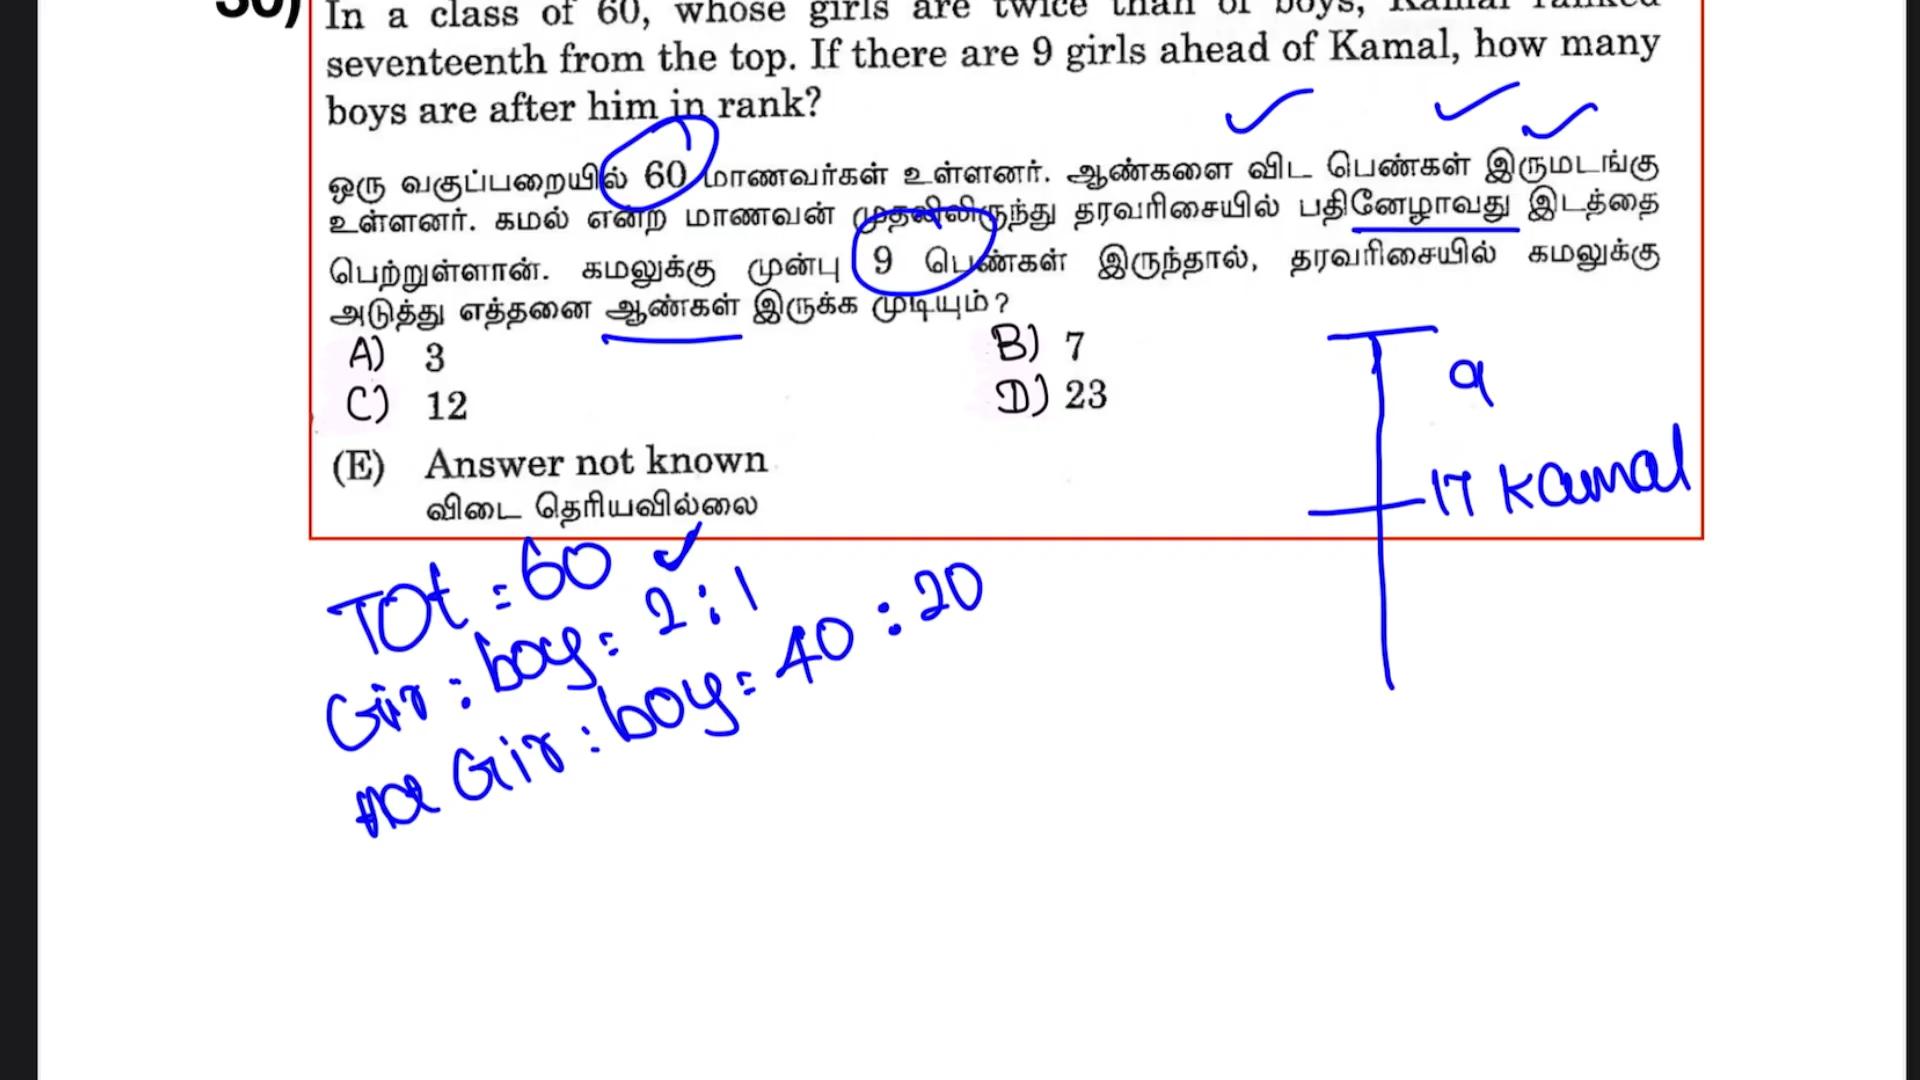 30)
In a class of 60, whose girls are twice than of boys, Kamal ranked
seventeenth from the top. If there are 9 girls ahead of Kamal, how many
boys are after him in rank?
ஒரு வகுப்பறையில் 60 மாணவர்கள் உள்ளனர். ஆண்களை விட பெண்கள் இருமடங்கு
உள்ளனர். கமல் என்ற மாணவன் முதலிலிருந்து தரவரிசையில் பதினேழாவது இடத்தை
பெற்றுள்ளான். கமலுக்கு முன்பு 9 பெண்கள் இருந்தால், தரவரிசையில் கமலுக்கு
அடுத்து எத்தனை ஆண்கள் இருக்க முடியும்?
A) 3 B) 7
C) 12 D) 23
(E) Answer not known
விடை தெரியவில்லை
9
17 Kamal
Tot = 60
Gir : boy = 2 : 1
Gir : boy = 40 : 20